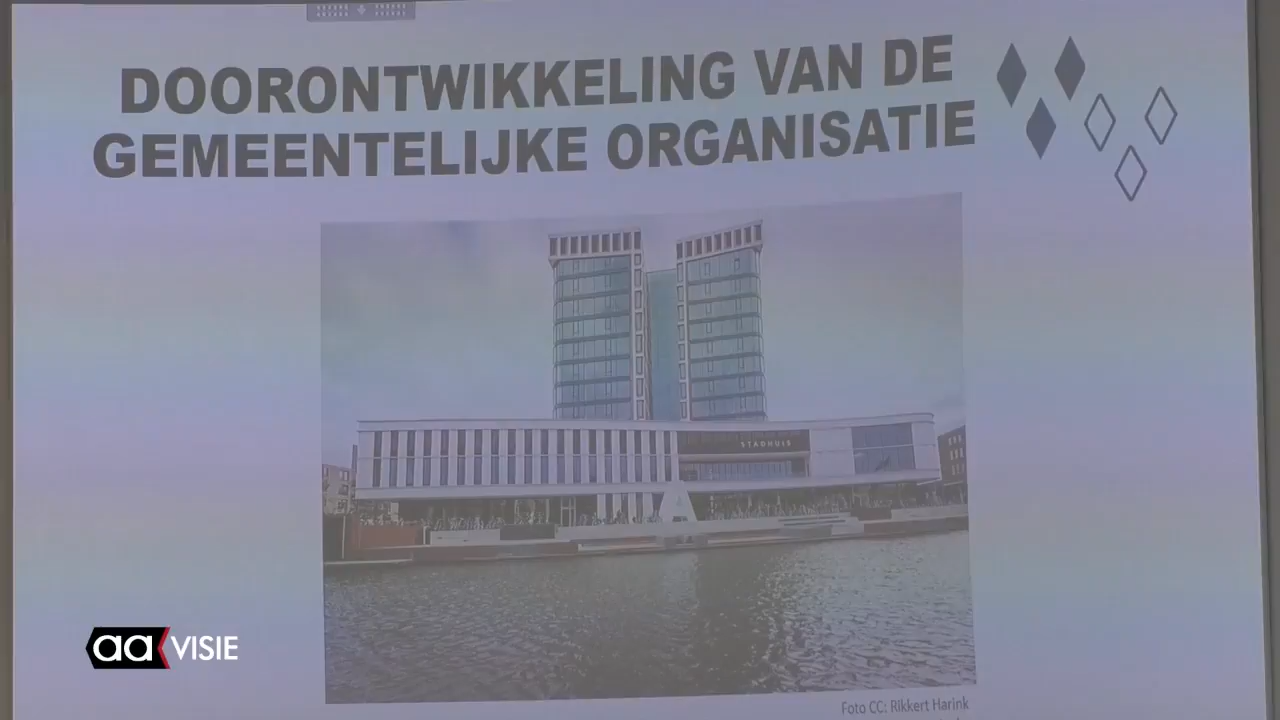 DOORONTWIKKELING VAN DE
GEMEENTELIJKE ORGANISATIE
STADHUIS
A
aa VISIE
Foto CC: Rikkert Harink